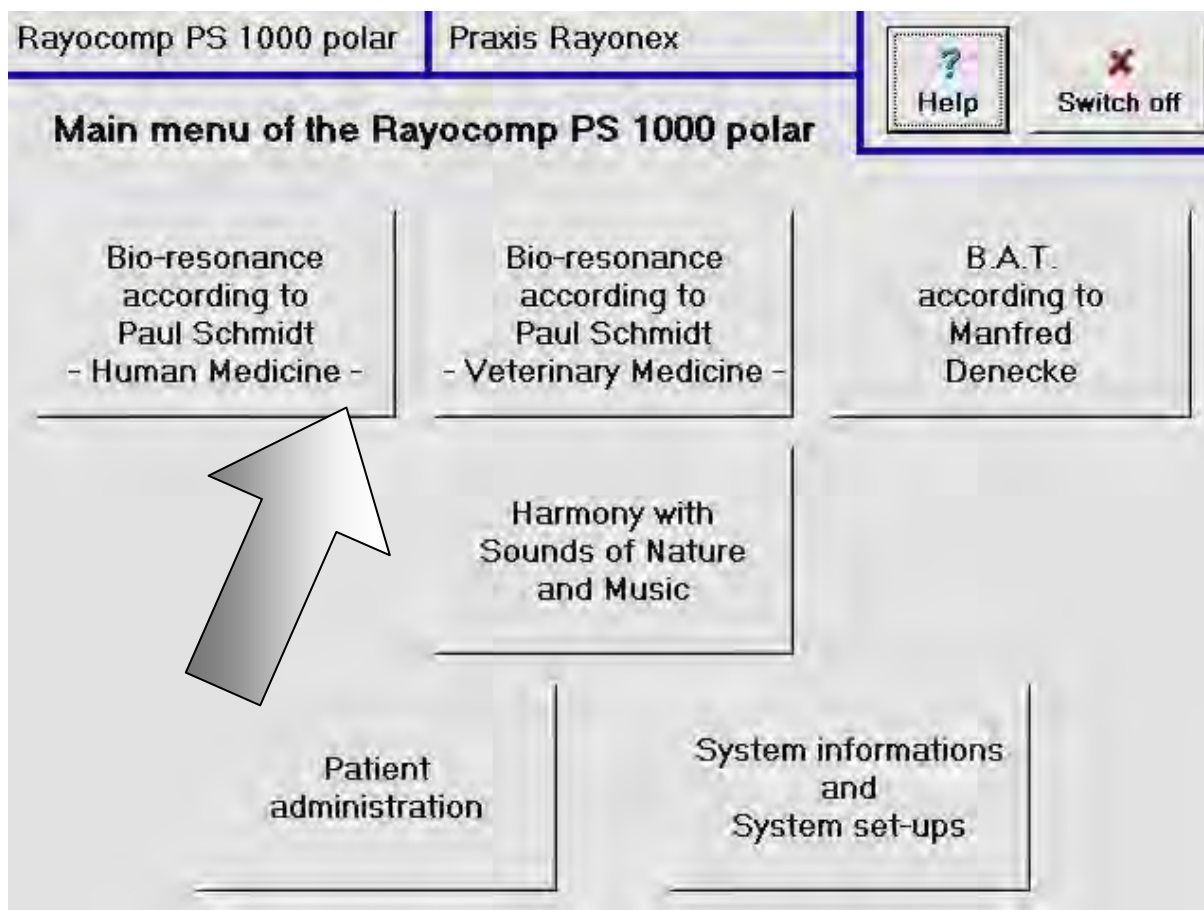 Rayocomp PS 1000 polar
Praxis Rayonex
?
Help
Switch off
Main menu of the Rayocomp PS 1000 polar
Bio-resonance
according to
Paul Schmidt
- Human Medicine -
Bio-resonance
according to
Paul Schmidt
- Veterinary Medicine -
B.A.T.
according to
Manfred
Denecke
Harmony with
Sounds of Nature
and Music
Patient
administration
System informations
and
System set-ups